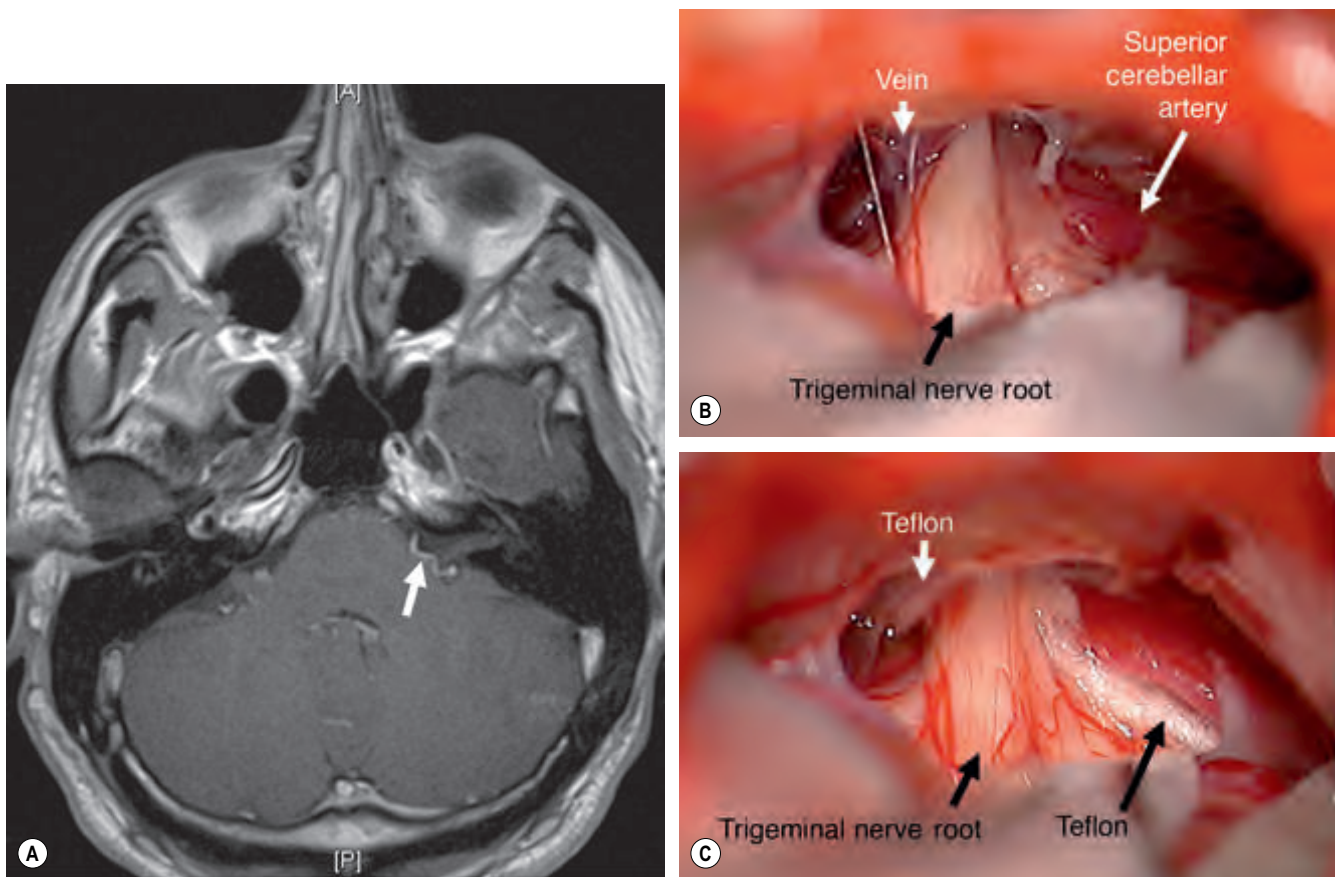 [A]
[P]
A
Vein
Superior
cerebellar
artery
Trigeminal nerve root
B
Teflon
Trigeminal nerve root
Teflon
C